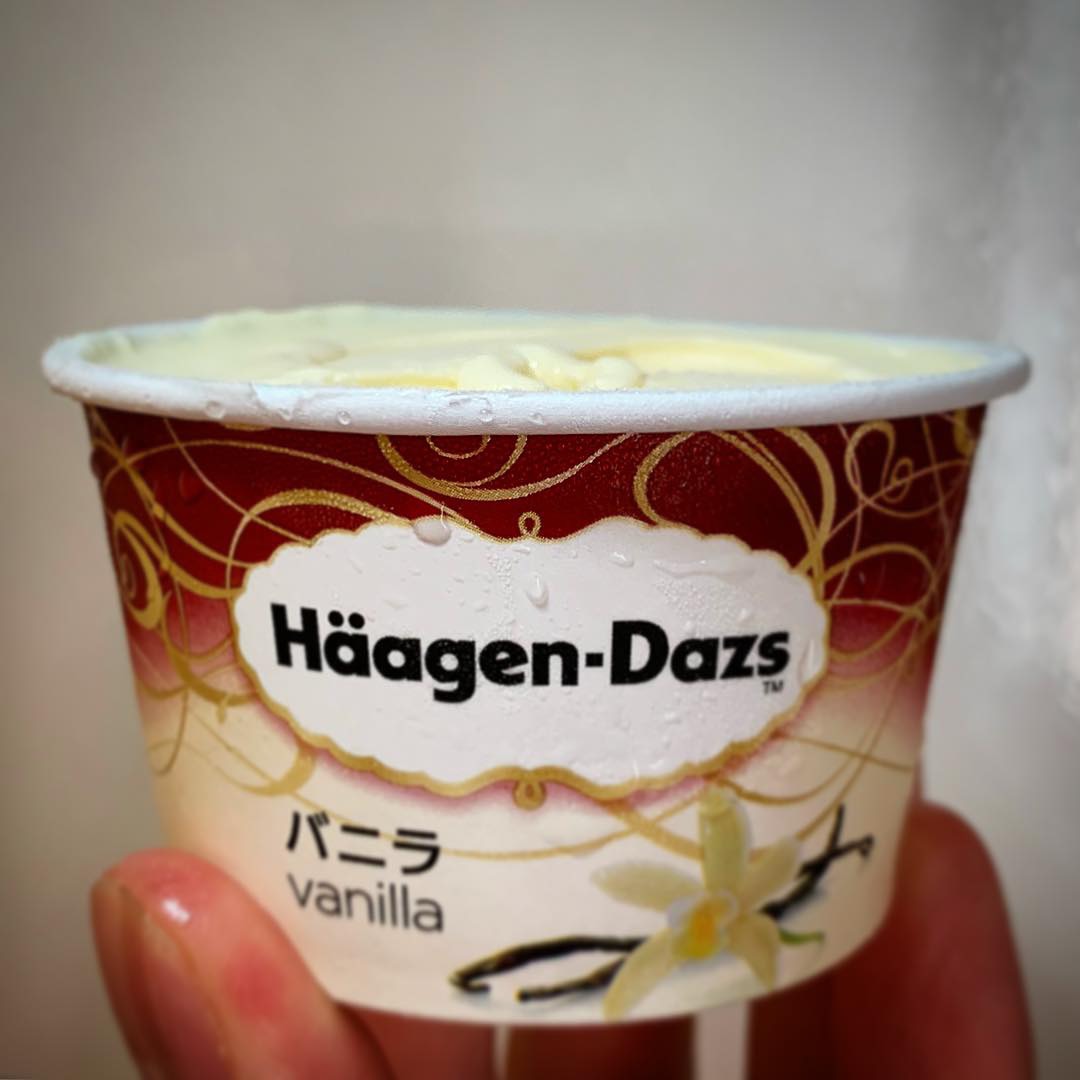 Häagen-Dazs
TM
バニラ
vanilla